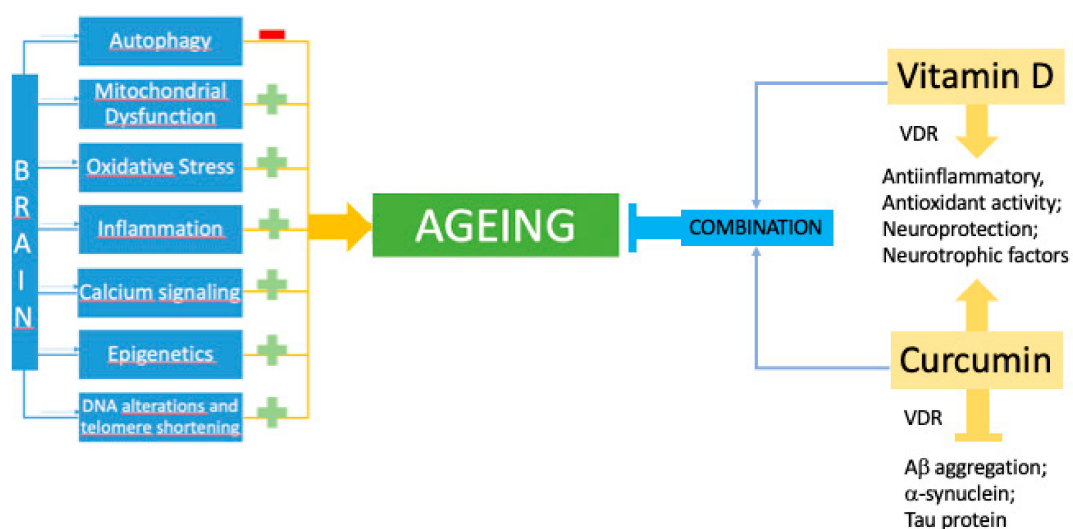 BRAIN
Autophagy
Mitochondrial
Dysfunction
Oxidative Stress
Inflammation
Calcium signaling
Epigenetics
DNA alterations and
telomere shortening
AGEING
COMBINATION
Vitamin D
VDR
Antiinflammatory,
Antioxidant activity;
Neuroprotection;
Neurotrophic factors
Curcumin
VDR
Aβ aggregation;
α-synuclein;
Tau protein